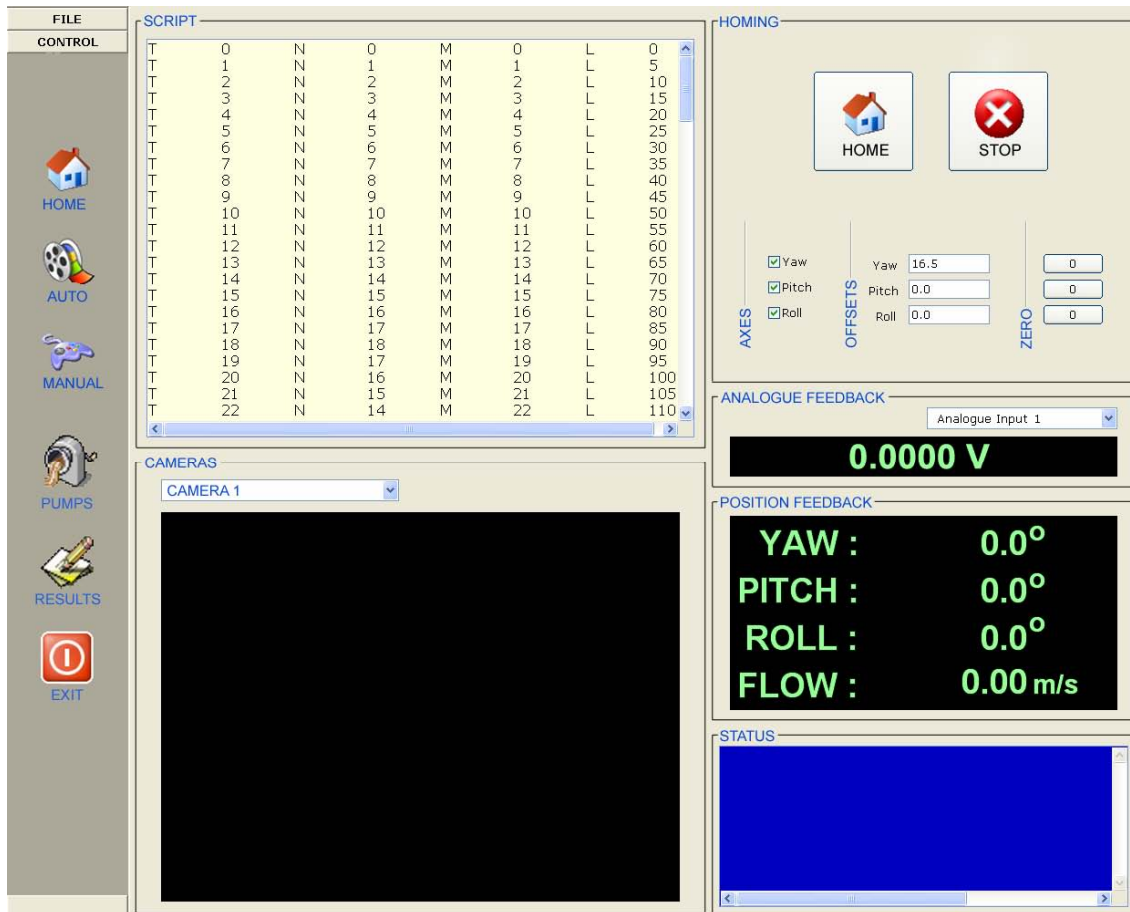 FILE
CONTROL
HOME
AUTO
MANUAL
PUMPS
RESULTS
EXIT
SCRIPT
T 0 N 0 M 0 L 0
T 1 N 1 M 1 L 5
T 2 N 2 M 2 L 10
T 3 N 3 M 3 L 15
T 4 N 4 M 4 L 20
T 5 N 5 M 5 L 25
T 6 N 6 M 6 L 30
T 7 N 7 M 7 L 35
T 8 N 8 M 8 L 40
T 9 N 9 M 9 L 45
T 10 N 10 M 10 L 50
T 11 N 11 M 11 L 55
T 12 N 12 M 12 L 60
T 13 N 13 M 13 L 65
T 14 N 14 M 14 L 70
T 15 N 15 M 15 L 75
T 16 N 16 M 16 L 80
T 17 N 17 M 17 L 85
T 18 N 18 M 18 L 90
T 19 N 17 M 19 L 95
T 20 N 16 M 20 L 100
T 21 N 15 M 21 L 105
T 22 N 14 M 22 L 110
CAMERAS
CAMERA 1
HOMING
HOME STOP
AXES
Yaw
Pitch
Roll
OFFSETS
Yaw 16.5
Pitch 0.0
Roll 0.0
ZERO
0
0
0
ANALOGUE FEEDBACK
Analogue Input 1
0.0000 V
POSITION FEEDBACK
YAW : 0.0°
PITCH : 0.0°
ROLL : 0.0°
FLOW : 0.00 m/s
STATUS